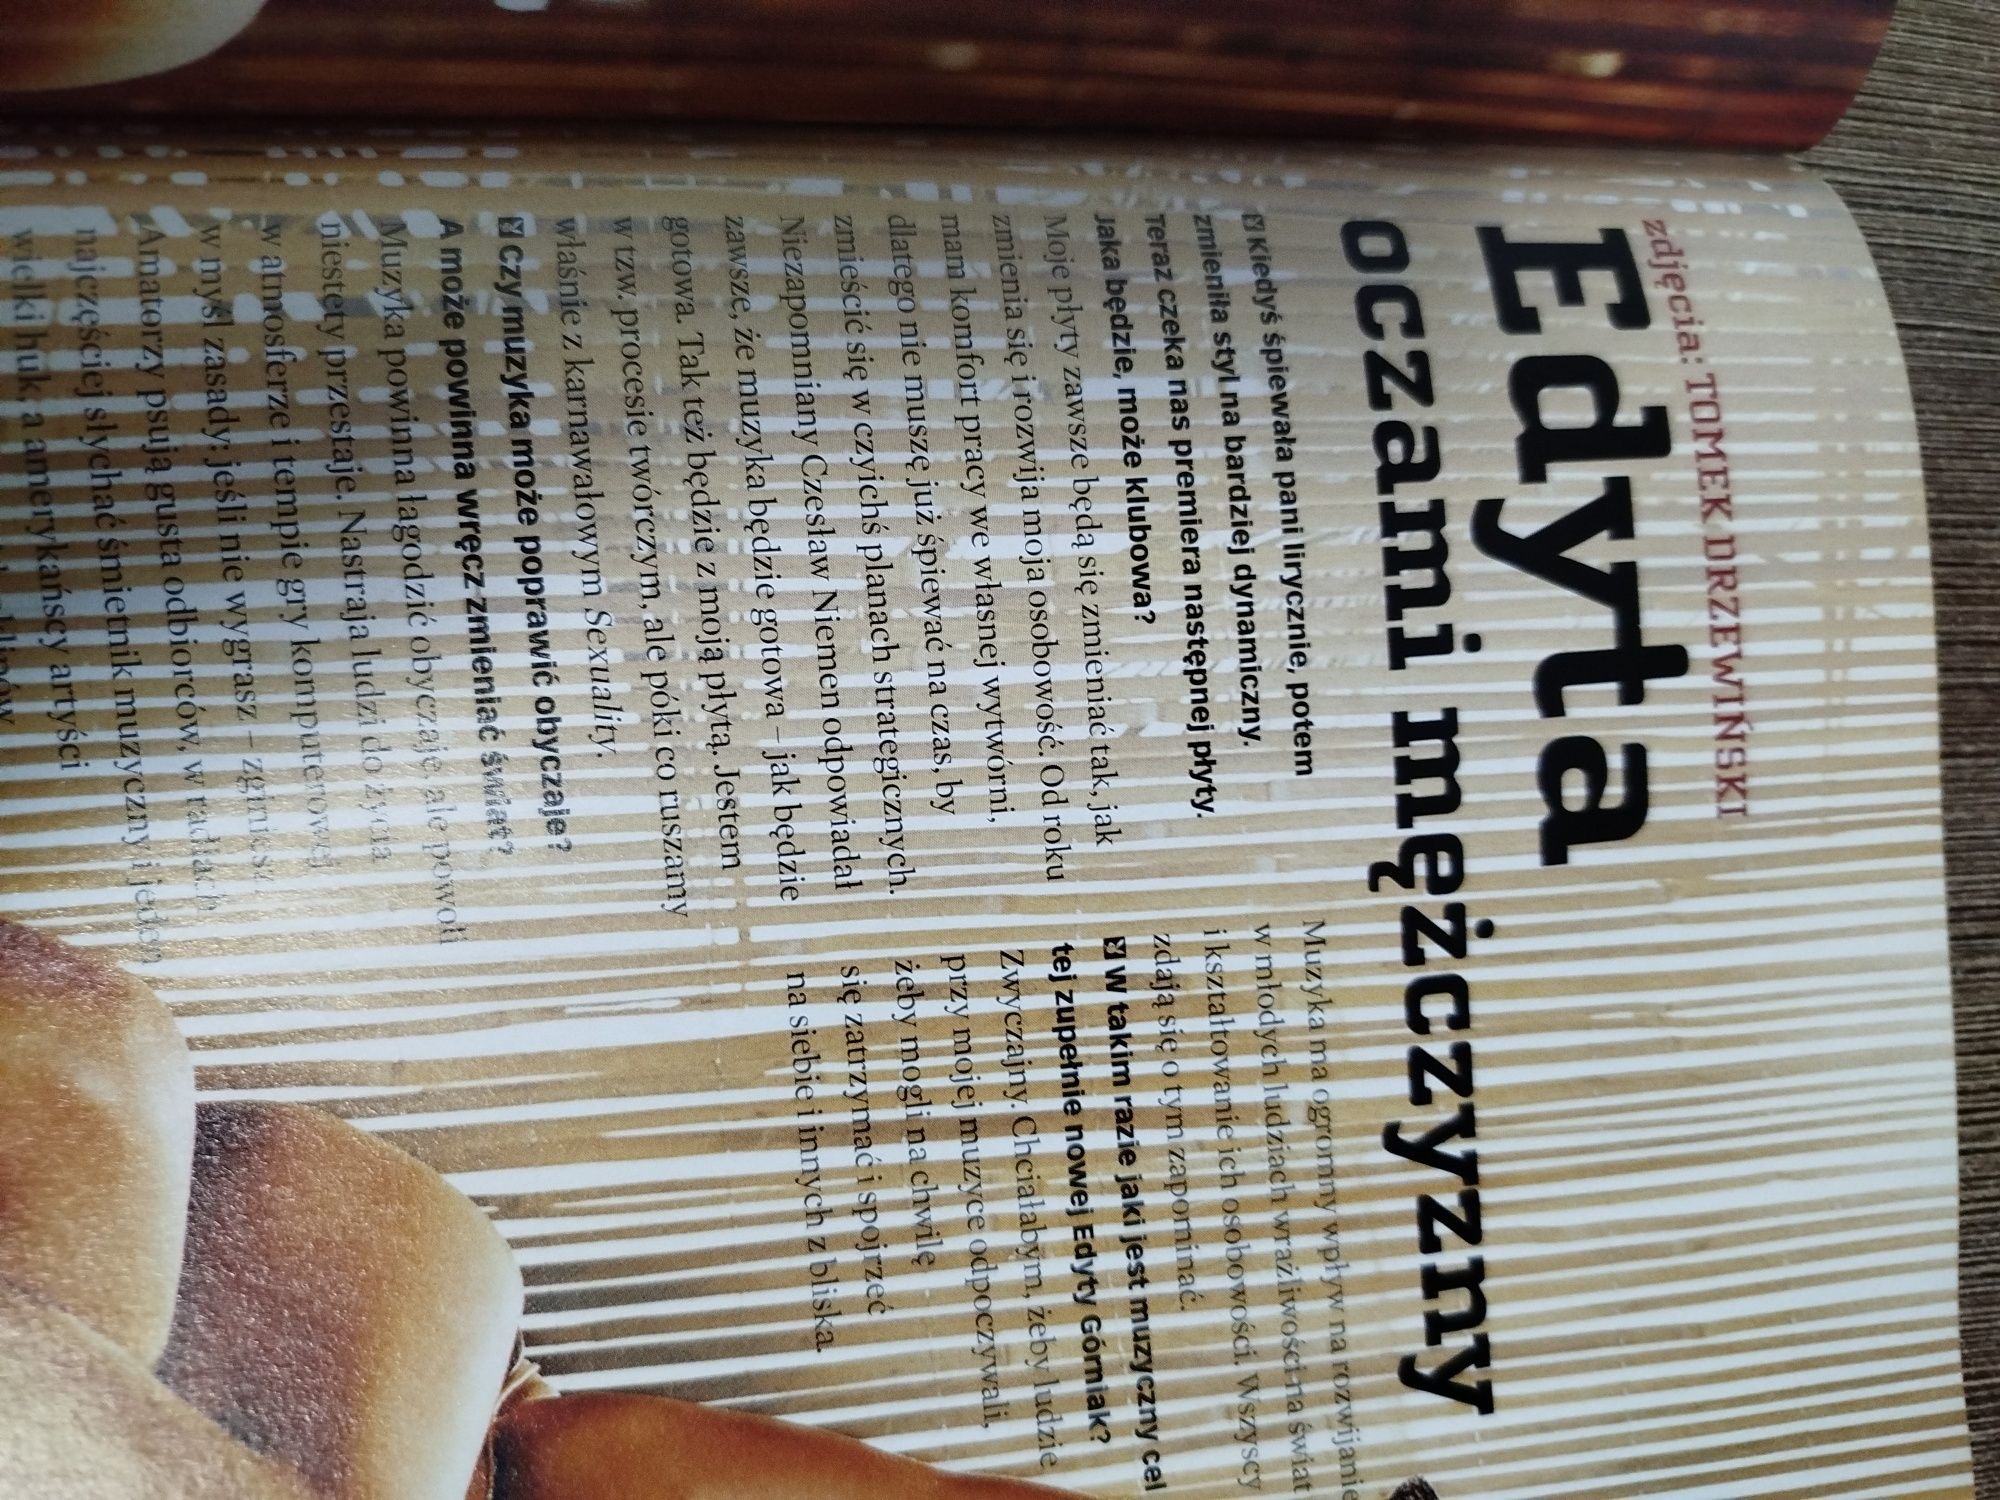 zdjęcia: TOMEK DRZEWIŃSKI
Edyta
oczami mężczyzny
Kiedyś śpiewała pani lirycznie, potem
zmieniła styl na bardziej dynamiczny.
Teraz czeka nas premiera następnej płyty.
Jaka będzie, może klubowa?
Moje płyty zawsze będą się zmieniać tak, jak
zmienia się i rozwija moja osobowość. Od roku
mam komfort pracy we własnej wytwórni,
dlatego nie muszę już śpiewać na czas, by
zmieścić się w czyichś planach strategicznych.
Niezapomniany Czesław Niemen odpowiadał
zawsze, że muzyka będzie gotowa – jak będzie
gotowa. Tak też będzie z moją płytą. Jestem
w tzw. procesie twórczym, ale póki co ruszamy
właśnie z karnawałowym Sexuality.
Czy muzyka może poprawić obyczaje?
A może powinna wręcz zmieniać świat?
Muzyka powinna łagodzić obyczaje, ale powoli
niestety przestaje. Nastraja ludzi do życia
w atmosferze i tempie gry komputerowej
w myśl zasady: jeśli nie wygrasz – zginiesz.
Amatorzy psują gusta odbiorców, w radiach
najczęściej słychać śmietnik muzyczny i jeden
wielki huk, a amerykańscy artyści
Muzyka ma ogromny wpływ na rozwijanie
w młodych ludziach wrażliwości na świat
i kształtowanie ich osobowości. Wszyscy
zdają się o tym zapominać.
W takim razie jaki jest muzyczny cel
tej zupełnie nowej Edyty Górniak?
Zwyczajny. Chciałabym, żeby ludzie
przy mojej muzyce odpoczywali,
żeby mogli na chwilę
się zatrzymać i spojrzeć
na siebie i innych z bliska.